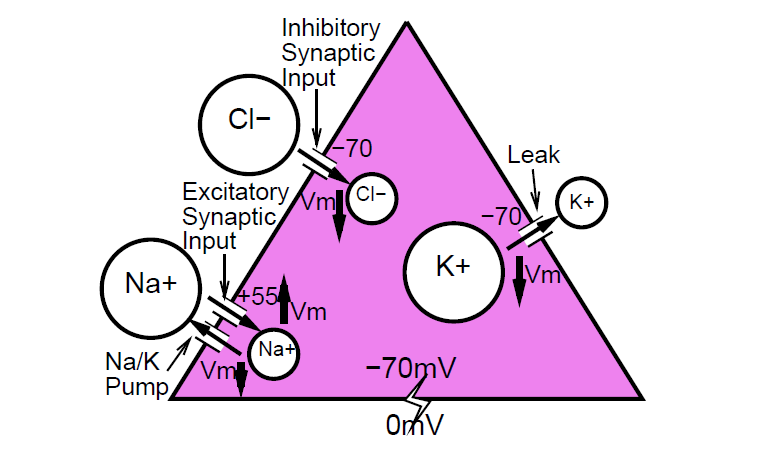 Inhibitory
Synaptic
Input
Cl−
−70
Cl−
Vm
Leak
K+
−70
K+
Vm
Excitatory
Synaptic
Input
Na+
+55
Vm
Na+
Na/K
Pump
Vm
−70mV
0mV